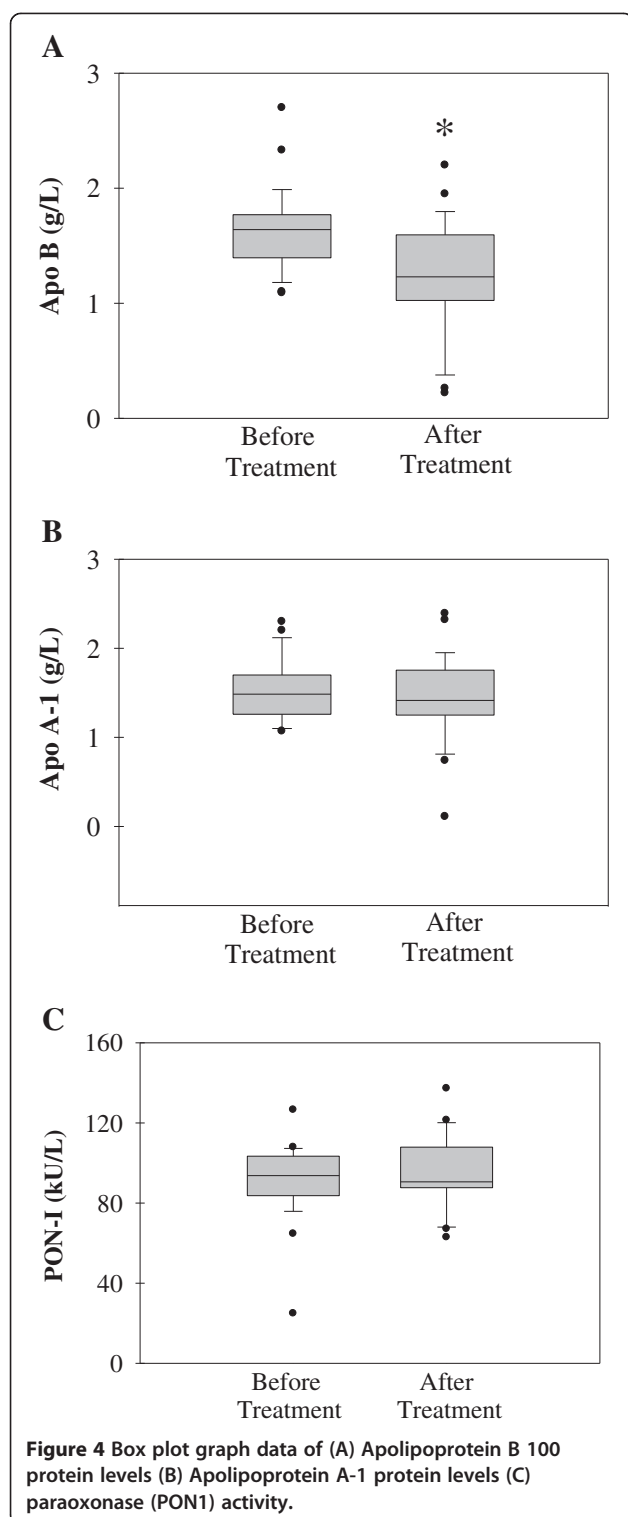 A
3
2
1
0
Apo B (g/L)
*
Before
Treatment
After
Treatment
B
3
2
1
0
Apo A-1 (g/L)
Before
Treatment
After
Treatment
C
160
120
80
40
0
PON-I (kU/L)
Before
Treatment
After
Treatment
Figure 4 Box plot graph data of (A) Apolipoprotein B 100
protein levels (B) Apolipoprotein A-1 protein levels (C)
paraoxonase (PON1) activity.